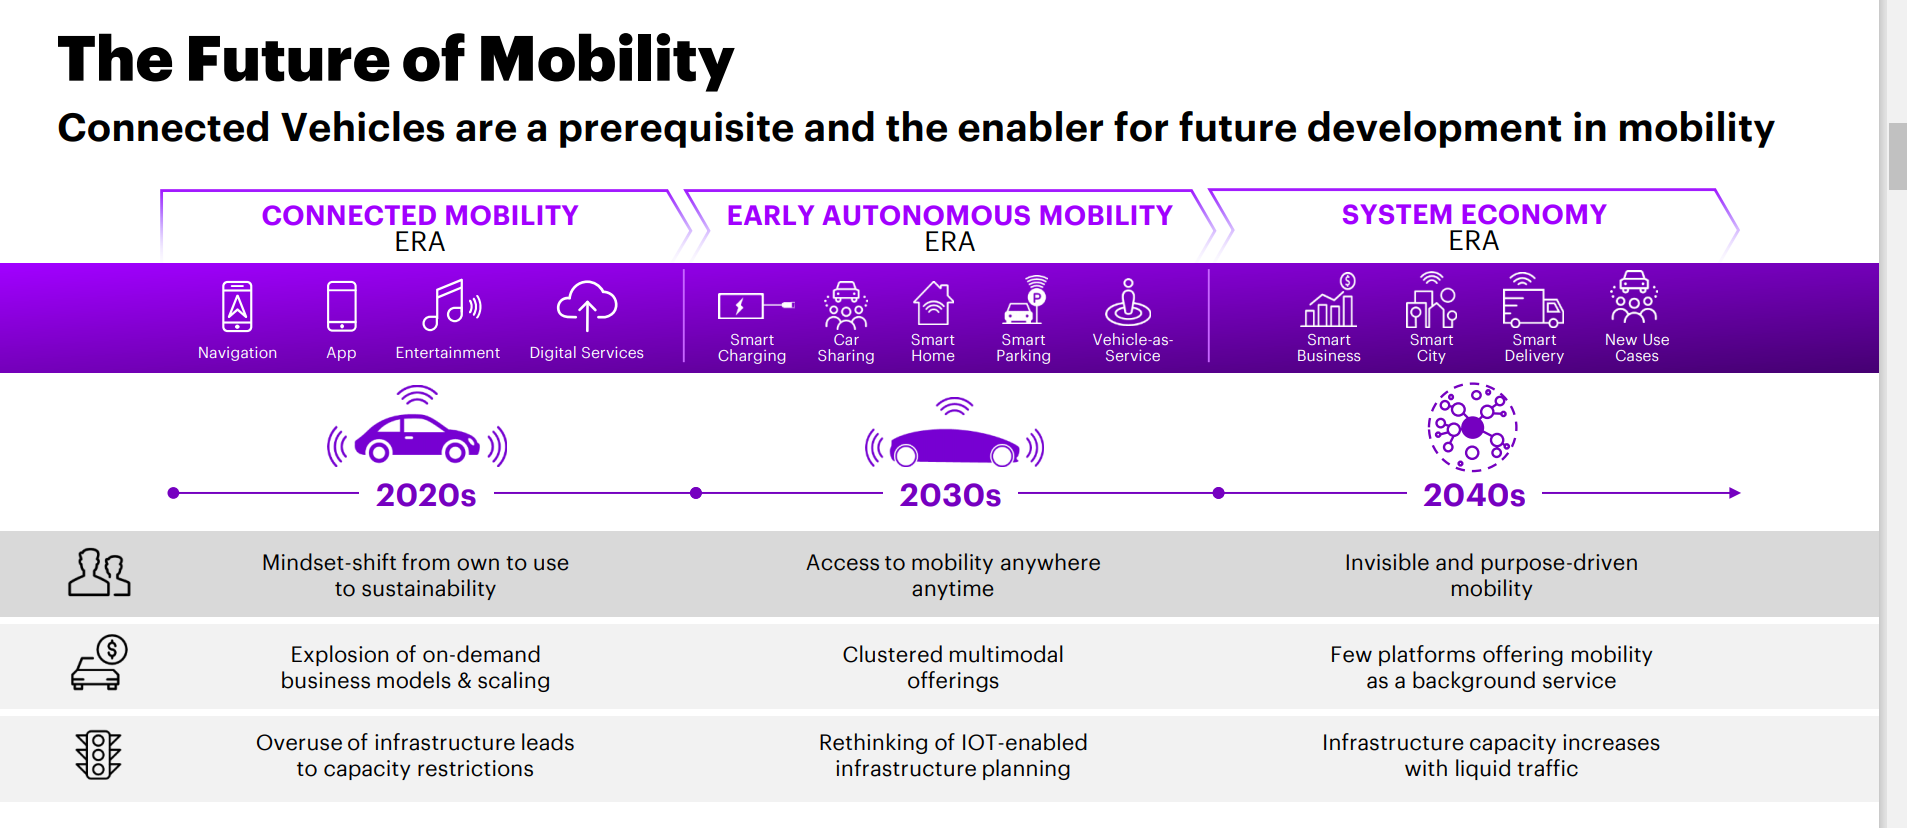 The Future of Mobility
Connected Vehicles are a prerequisite and the enabler for future development in mobility
CONNECTED MOBILITY
ERA
EARLY AUTONOMOUS MOBILITY
ERA
SYSTEM ECONOMY
ERA
Navigation
App
Entertainment
Digital Services
Smart
Charging
Car
Sharing
Smart
Home
P
Smart
Parking
Vehicle-as-
Service
$
Smart
Business
Smart
City
Smart
Delivery
New Use
Cases
2020s
2030s
2040s
Mindset-shift from own to use
to sustainability
Access to mobility anywhere
anytime
Invisible and purpose-driven
mobility
$
Explosion of on-demand
business models & scaling
Clustered multimodal
offerings
Few platforms offering mobility
as a background service
Overuse of infrastructure leads
to capacity restrictions
Rethinking of IOT-enabled
infrastructure planning
Infrastructure capacity increases
with liquid traffic